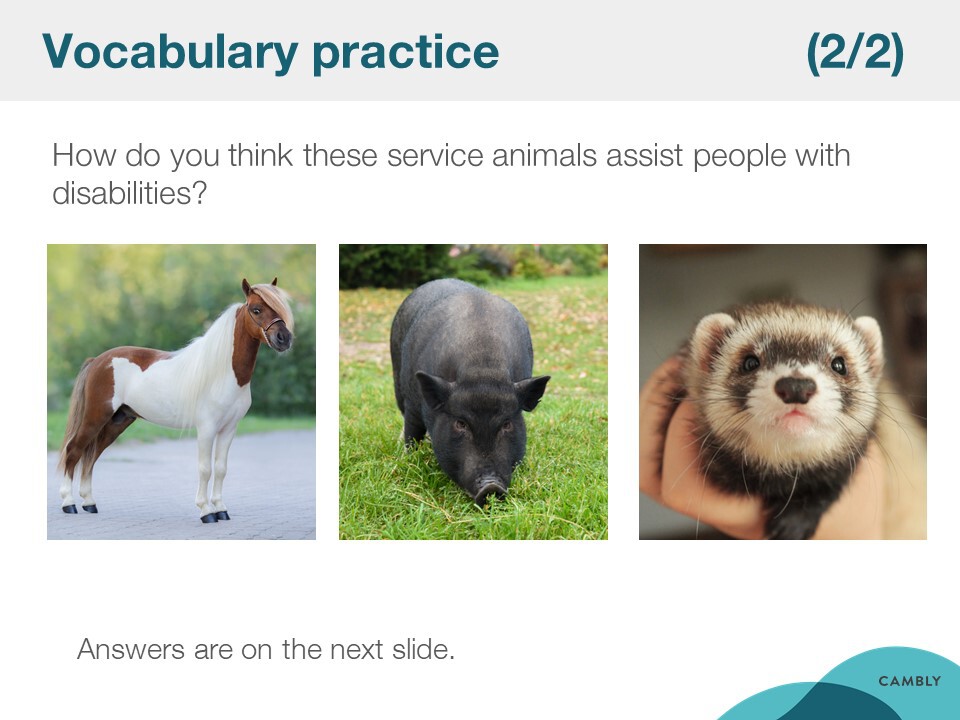 Vocabulary practice (2/2)
How do you think these service animals assist people with
disabilities?
Answers are on the next slide.
CAMBLY